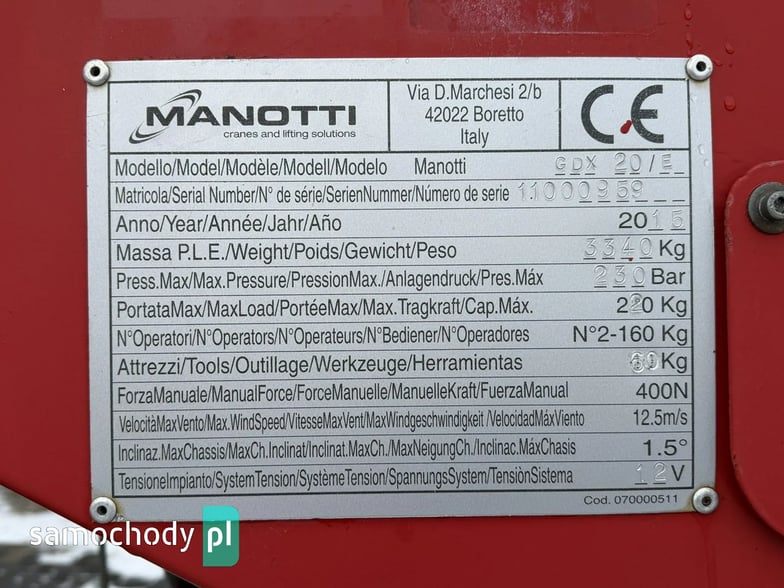 MANOTTI
cranes and lifting solutions
Via D.Marchesi 2/b
42022 Boretto
Italy
CE
Modello/Model/Modèle/Modell/Modelo Manotti GDX 20/E
Matricola/Serial Number/N° de série/SerienNummer/Número de serie 11000959
Anno/Year/Année/Jahr/Año 2015
Massa P.L.E./Weight/Poids/Gewicht/Peso 3340 Kg
Press.Max/Max.Pressure/PressionMax./Anlagendruck/Pres.Máx 230 Bar
PortataMax/MaxLoad/PortéeMax/Max.Tragkraft/Cap.Máx. 220 Kg
N°Operatori/N°Operators/N°Operateurs/N°Bediener/N°Operadores N°2-160 Kg
Attrezzi/Tools/Outillage/Werkzeuge/Herramientas 60 Kg
ForzaManuale/ManualForce/ForceManuelle/ManuelleKraft/FuerzaManual 400N
VelocitàMaxVento/Max.WindSpeed/VitesseMaxVent/MaxWindgeschwindigkeit/VelocidadMáxViento 12.5m/s
Inclinaz.MaxChassis/MaxCh.Inclinat/Inclinat.MaxCh./MaxNeigungCh./Inclinac.MáxChasis 1.5°
TensioneImpianto/SystemTension/SystèmeTension/SpannungsSystem/TensiònSistema 12 V
Cod. 070000511
samochody pl